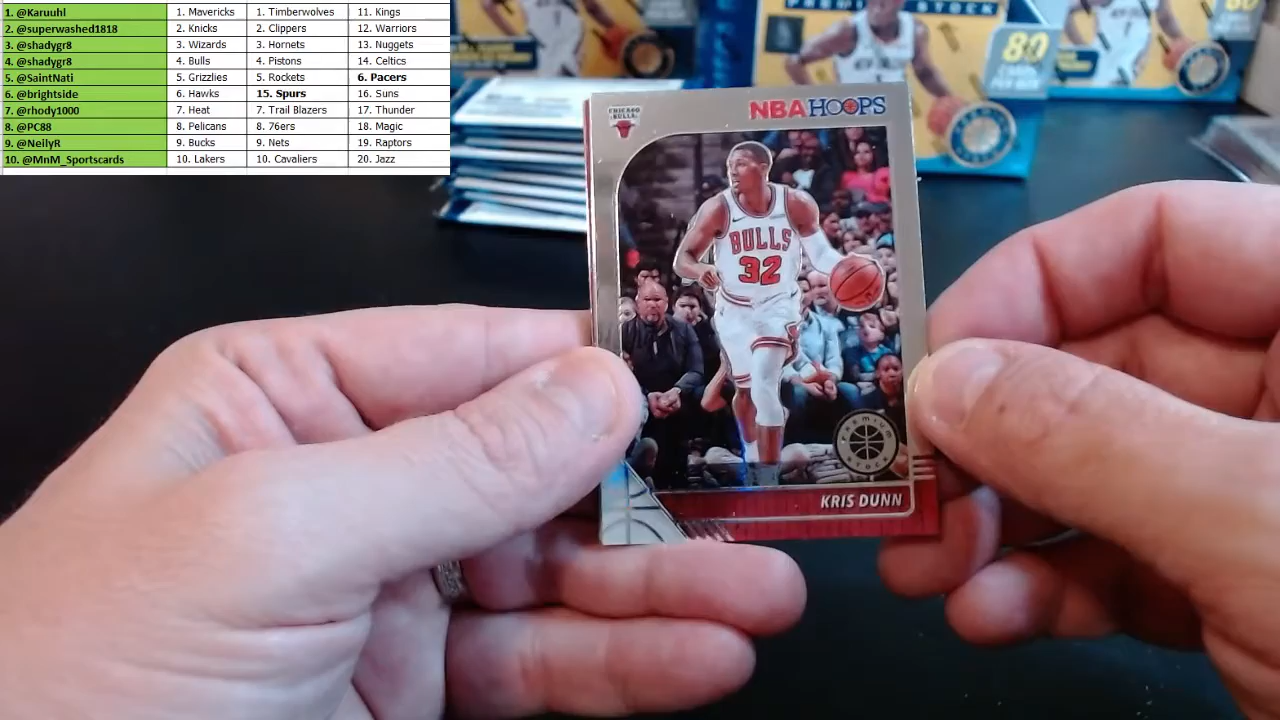 1. @Karuuhl 1. Mavericks 1. Timberwolves 11. Kings
2. @superwashed1818 2. Knicks 2. Clippers 12. Warriors
3. @shadygr8 3. Wizards 3. Hornets 13. Nuggets
4. @shadygr8 4. Bulls 4. Pistons 14. Celtics
5. @SaintNati 5. Grizzlies 5. Rockets 6. Pacers
6. @brightside 6. Hawks 15. Spurs 16. Suns
7. @rhody1000 7. Heat 7. Trail Blazers 17. Thunder
8. @PC88 8. Pelicans 8. 76ers 18. Magic
9. @NeilyR 9. Bucks 9. Nets 19. Raptors
10. @MnM_Sportscards 10. Lakers 10. Cavaliers 20. Jazz
STOCK
80
CHICAGO
BULLS
NBA HOOPS
BULLS
32
PREMIUM
STOCK
KRIS DUNN